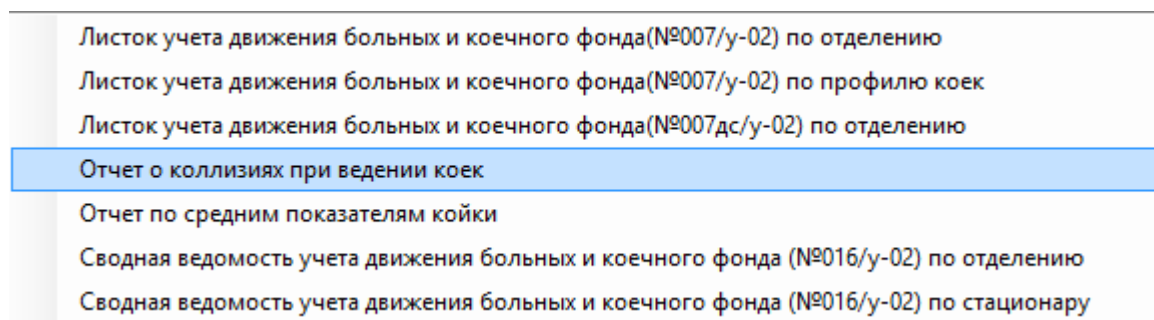 Листок учета движения больных и коечного фонда(№007/у-02) по отделению
Листок учета движения больных и коечного фонда(№007/у-02) по профилю коек
Листок учета движения больных и коечного фонда(№007дс/у-02) по отделению
Отчет о коллизиях при ведении коек
Отчет по средним показателям койки
Сводная ведомость учета движения больных и коечного фонда (№016/у-02) по отделению
Сводная ведомость учета движения больных и коечного фонда (№016/у-02) по стационару